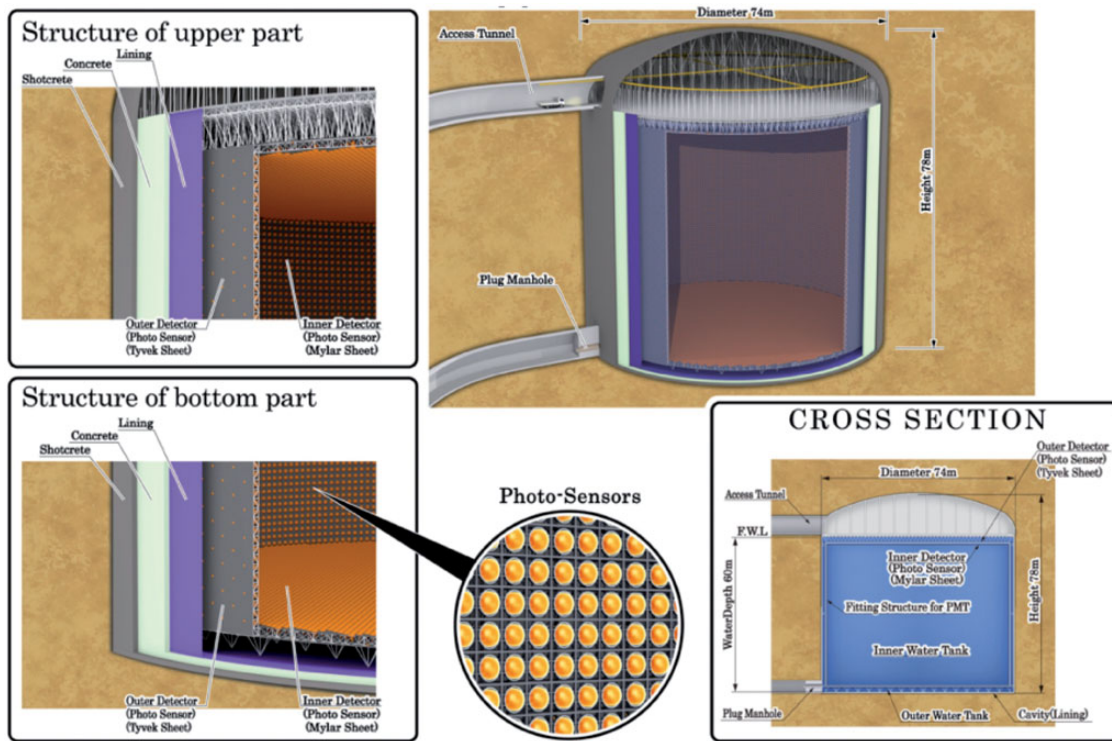 Structure of upper part
Lining
Concrete
Shotcrete
Outer Detector
(Photo Sensor)
(Tyvek Sheet)
Inner Detector
(Photo Sensor)
(Mylar Sheet)
Diameter 74m
Access Tunnel
Height 78m
Plug Manhole
Structure of bottom part
Lining
Concrete
Shotcrete
Outer Detector
(Photo Sensor)
(Tyvek Sheet)
Inner Detector
(Photo Sensor)
(Mylar Sheet)
Photo-Sensors
CROSS SECTION
Outer Detector
(Photo Sensor)
(Tyvek Sheet)
Diameter 74m
Access Tunnel
F.W.L
Inner Detector
(Photo Sensor)
(Mylar Sheet)
WaterDepth 60m
Height 78m
Fitting Structure for PMT
Inner Water Tank
Plug Manhole
Outer Water Tank
Cavity(Lining)